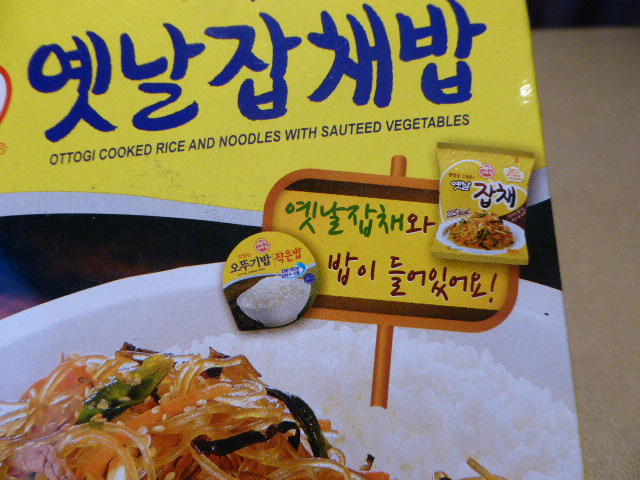 옛날잡채밥
OTTOGI COOKED RICE AND NOODLES WITH SAUTEED VEGETABLES
옛날잡채와
밥이 들어있어요!
옛날
잡채
오뚜기밥 작은밥